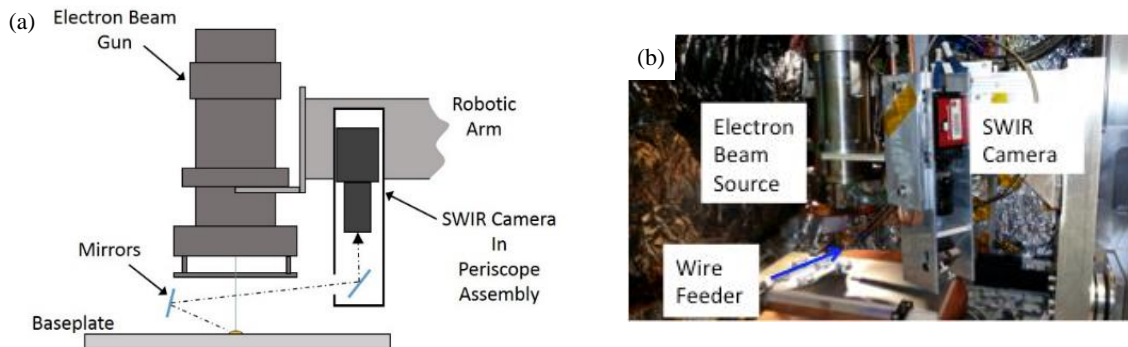 (a)
Electron Beam
Gun
Robotic
Arm
SWIR Camera
In
Periscope
Assembly
Mirrors
Baseplate
(b)
Electron
Beam
Source
SWIR
Camera
Wire
Feeder